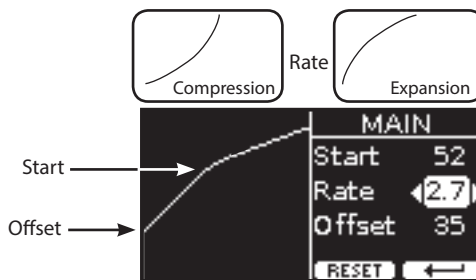 Compression
Rate
Expansion
MAIN
Start
Start 52
Rate 2.7
Offset
Offset 35
RESET